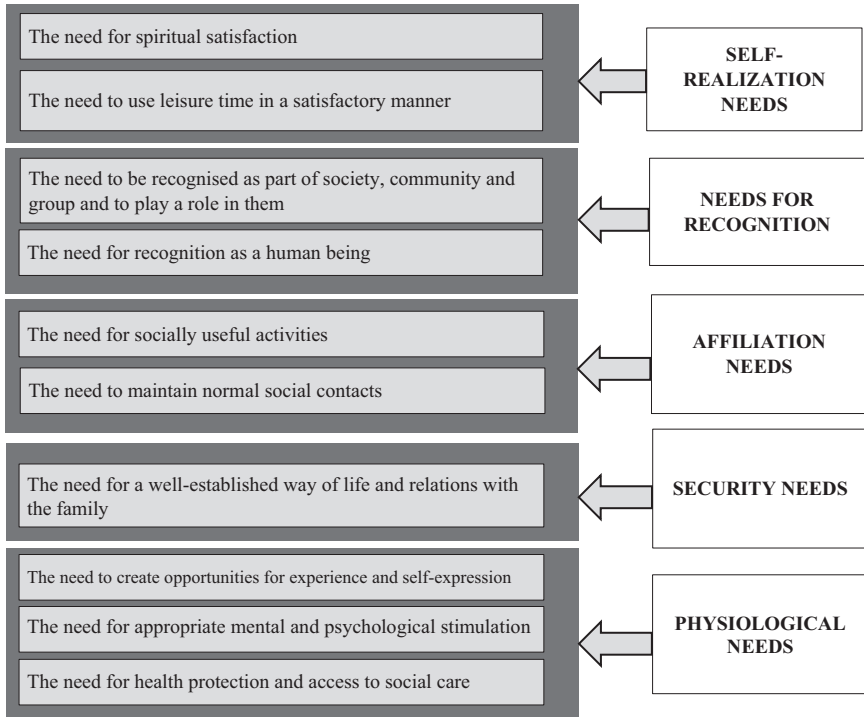 The need for spiritual satisfaction
The need to use leisure time in a satisfactory manner
SELF-
REALIZATION
NEEDS
The need to be recognised as part of society, community and
group and to play a role in them
The need for recognition as a human being
NEEDS FOR
RECOGNITION
The need for socially useful activities
The need to maintain normal social contacts
AFFILIATION
NEEDS
The need for a well-established way of life and relations with
the family
SECURITY NEEDS
The need to create opportunities for experience and self-expression
The need for appropriate mental and psychological stimulation
The need for health protection and access to social care
PHYSIOLOGICAL
NEEDS